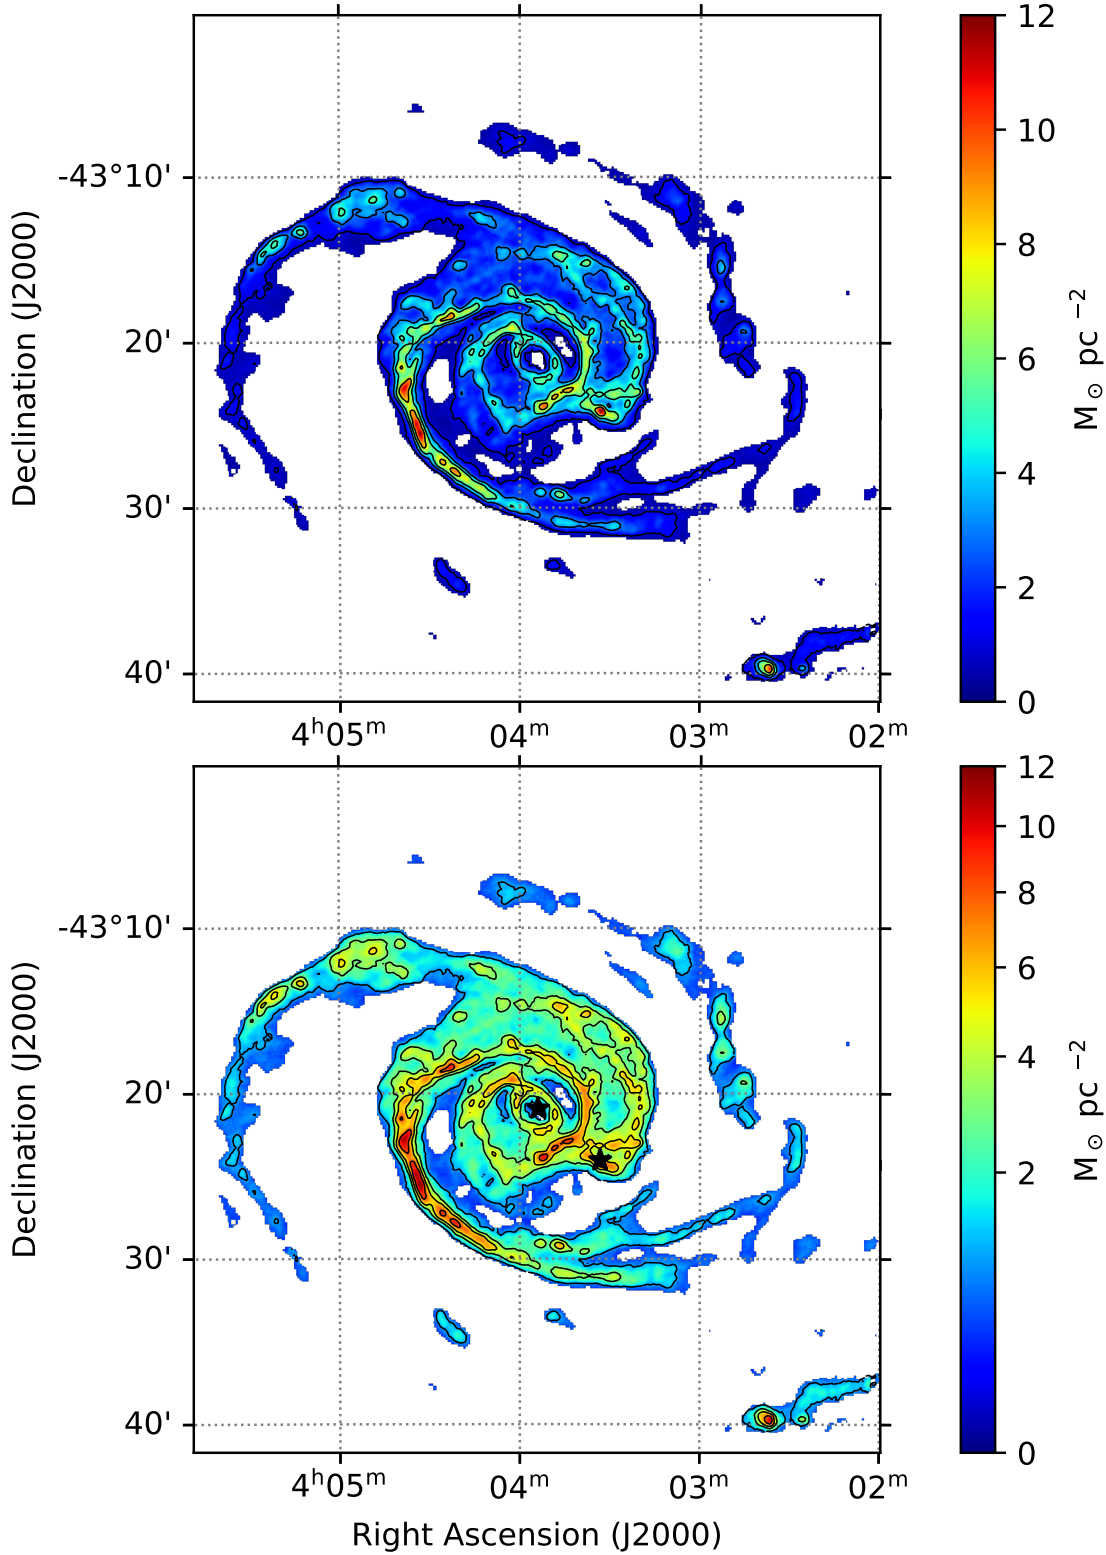 Declination (J2000)
-43°10'
20'
30'
40'
4ʰ05ᵐ
04ᵐ
03ᵐ
02ᵐ
12
10
8
6
4
2
0
M⊙ pc ⁻²
Declination (J2000)
-43°10'
20'
30'
40'
4ʰ05ᵐ
04ᵐ
03ᵐ
02ᵐ
Right Ascension (J2000)
12
10
8
6
4
2
0
M⊙ pc ⁻²